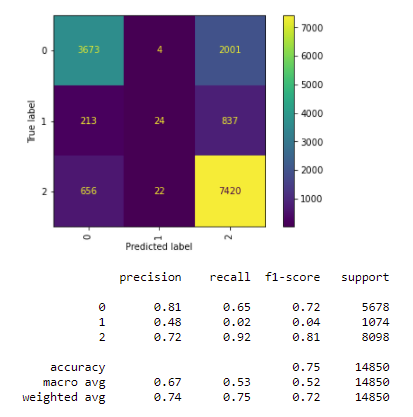 7000
0 3673 4 2001
6000
5000
True label
1 213 24 837
4000
3000
2 656 22 7420
2000
1000
0 1 2
Predicted label
precision recall f1-score support
0 0.81 0.65 0.72 5678
1 0.48 0.02 0.04 1074
2 0.72 0.92 0.81 8098
accuracy 0.75 14850
macro avg 0.67 0.53 0.52 14850
weighted avg 0.74 0.75 0.72 14850